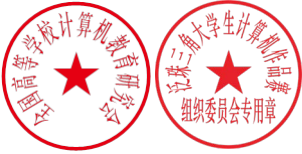 全国高等学校计算机教育研究会
泛珠三角大学生计算机作品赛
组织委员会专用章